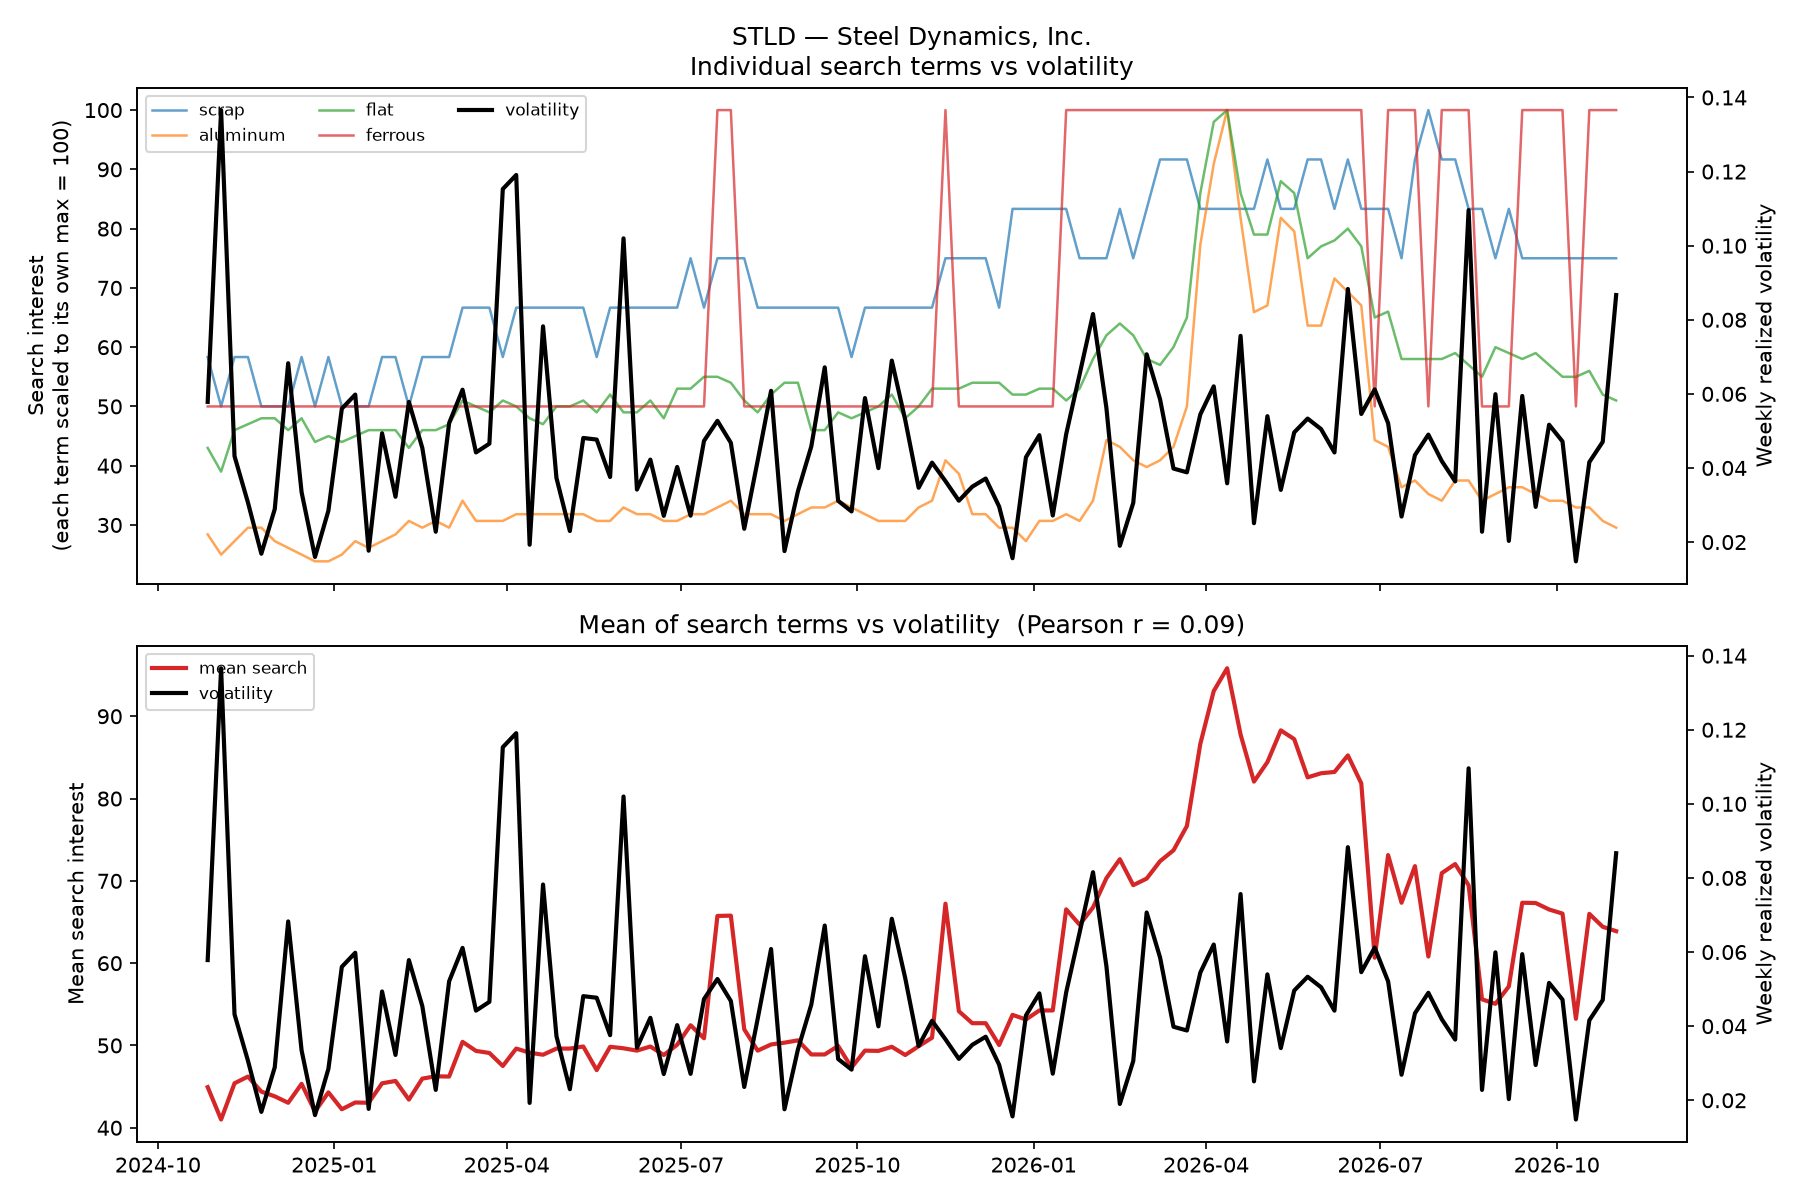 STLD — Steel Dynamics, Inc.
Individual search terms vs volatility
scrap
aluminum
flat
ferrous
volatility
Search interest
(each term scaled to its own max = 100)
100
90
80
70
60
50
40
30
0.14
0.12
0.10
0.08
0.06
0.04
0.02
Weekly realized volatility
Mean of search terms vs volatility (Pearson r = 0.09)
mean search
volatility
Mean search interest
90
80
70
60
50
40
0.14
0.12
0.10
0.08
0.06
0.04
0.02
Weekly realized volatility
2024-10
2025-01
2025-04
2025-07
2025-10
2026-01
2026-04
2026-07
2026-10